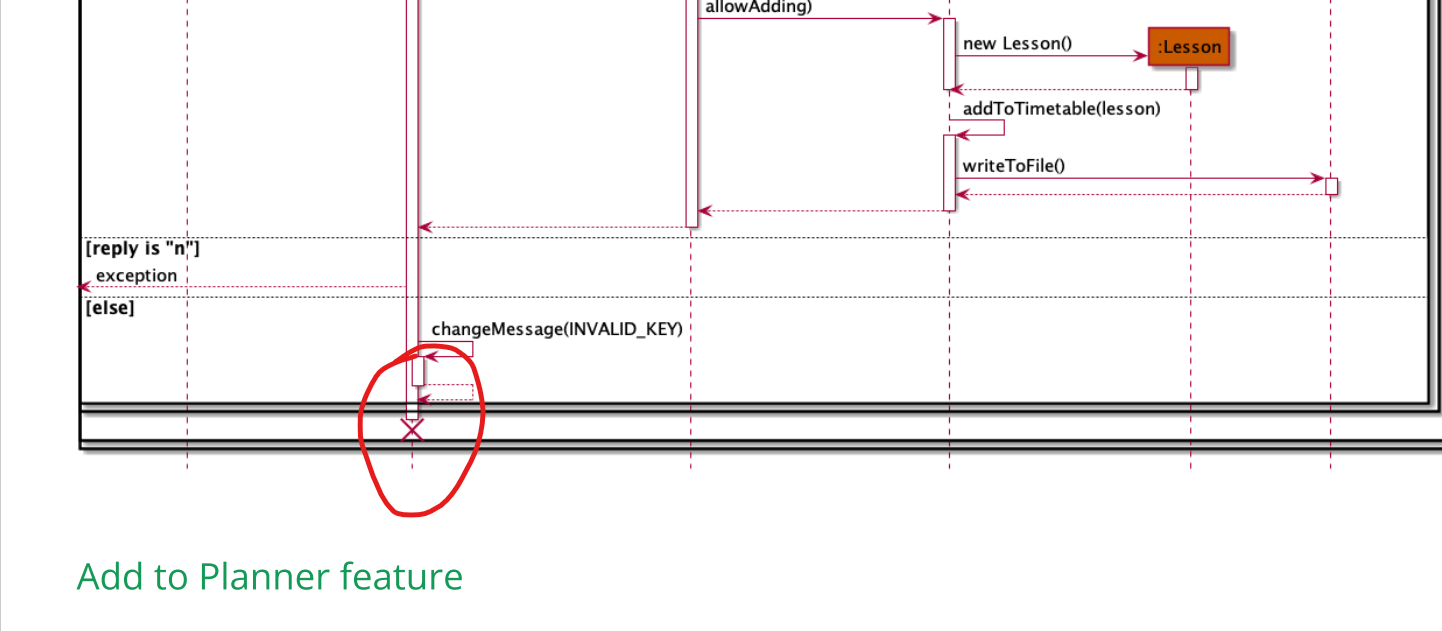 allowAdding)
new Lesson()
:Lesson
addToTimetable(lesson)
writeToFile()
[reply is "n"]
exception
[else]
changeMessage(INVALID_KEY)
Add to Planner feature